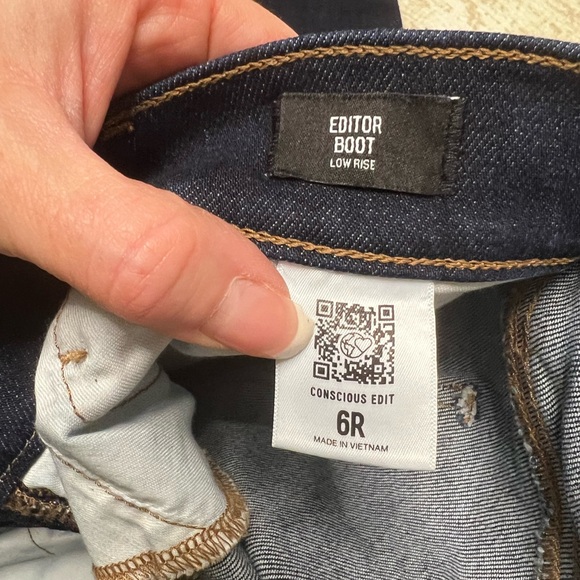 EDITOR
BOOT
LOW RISE
CONSCIOUS EDIT
6R
MADE IN VIETNAM